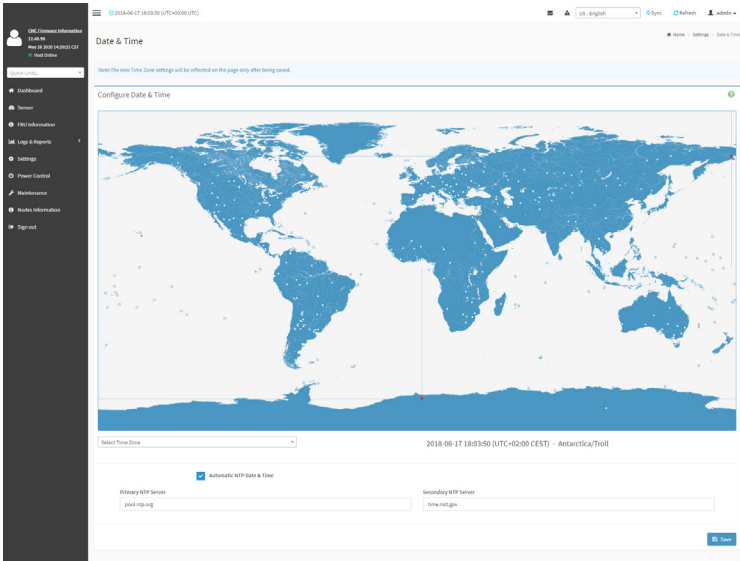 2018-06-17 16:03:50 (UTC+00:00 UTC)
US - English
Sync
Refresh
admin
CMC Firmware Information
12.48.98
May 26 2020 14:20:31 CST
Host Online
Quick Links...
Dashboard
Sensor
FRU Information
Logs & Reports
Settings
Power Control
Maintenance
Nodes Information
Sign out
Date & Time
Home - Settings - Date & Time
Note:The new Time Zone settings will be reflected on the page only after being saved.
Configure Date & Time
Select Time Zone
2018-06-17 18:03:50 (UTC+02:00 CEST) - Antarctica/Troll
Automatic NTP Date & Time
Primary NTP Server
Secondary NTP Server
pool.ntp.org
time.nist.gov
Save